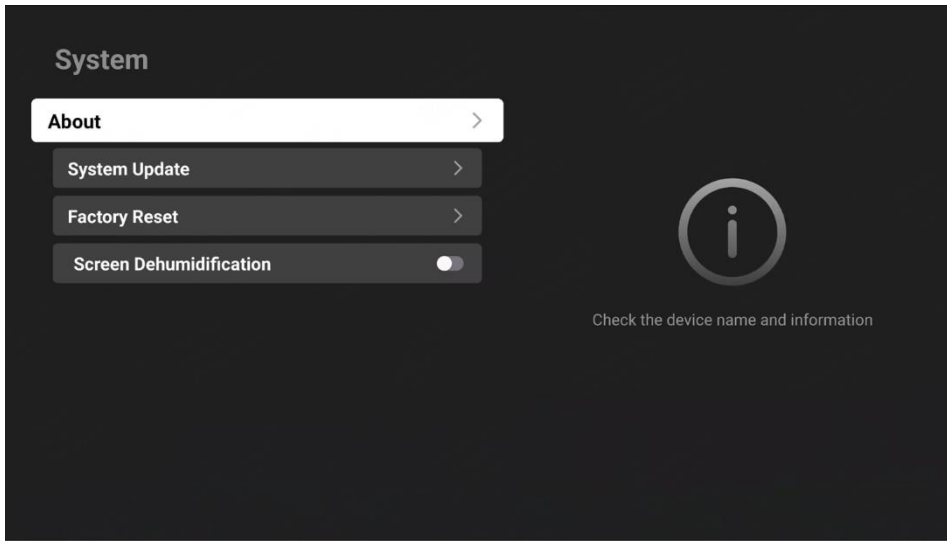 System
About
System Update
Factory Reset
Screen Dehumidification
Check the device name and information